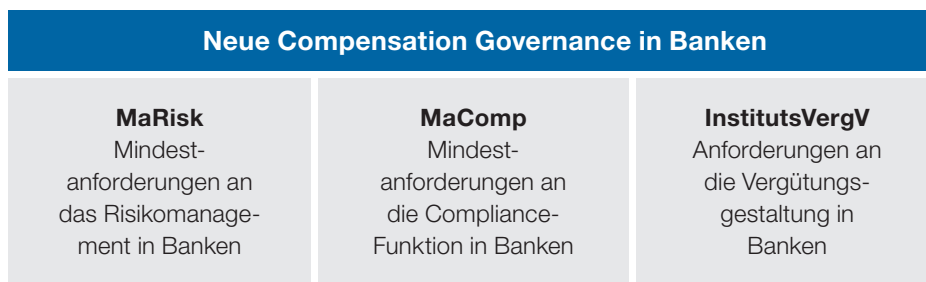 Neue Compensation Governance in Banken
MaRisk
Mindest-
anforderungen an
das Risikomanage-
ment in Banken
MaComp
Mindest-
anforderungen an
die Compliance-
Funktion in Banken
InstitutsVergV
Anforderungen an
die Vergütungs-
gestaltung in
Banken